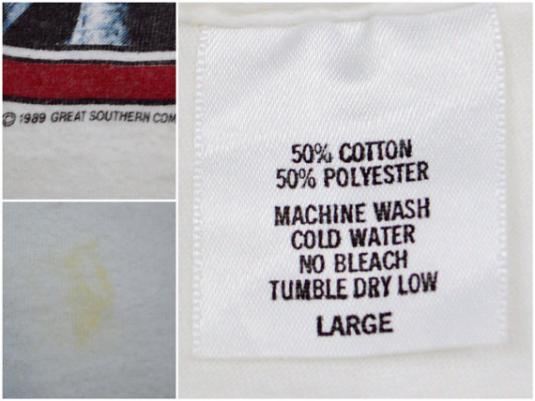 © 1989 GREAT SOUTHERN COM
50% COTTON
50% POLYESTER
MACHINE WASH
COLD WATER
NO BLEACH
TUMBLE DRY LOW
LARGE